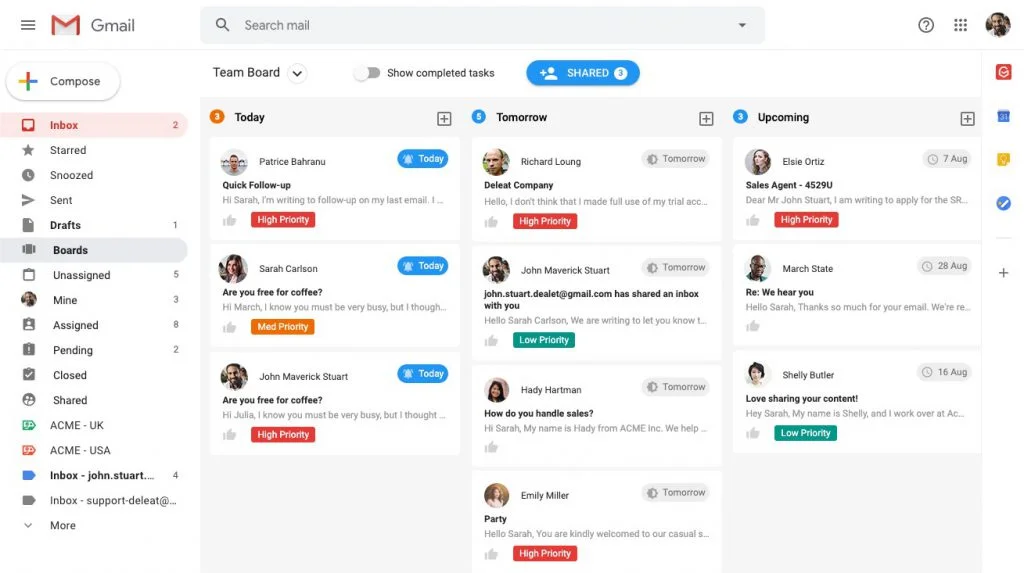 Gmail
Search mail
Compose
Inbox 2
Starred
Snoozed
Sent
Drafts 1
Boards
Unassigned 5
Mine 3
Assigned 8
Pending 2
Closed
Shared
ACME - UK
ACME - USA
Inbox - john.stuart.... 4
Inbox - support-deleat@...
More
Team Board
Show completed tasks
SHARED 3
3 Today
Patrice Bahranu Today
Quick Follow-up
Hi Sarah, I'm writing to follow-up on my last email. I ...
High Priority
Sarah Carlson Today
Are you free for coffee?
Hi March, I know you must be very busy, but I though...
Med Priority
John Maverick Stuart Today
Are you free for coffee?
Hi Julia, I know you must be very busy, but I thought ...
High Priority
5 Tomorrow
Richard Loung Tomorrow
Deleat Company
Hello, I don't think that I made full use of my trial acc...
High Priority
John Maverick Stuart Tomorrow
john.stuart.dealet@gmail.com has shared an inbox
with you
Hello Sarah Carlson, We are writing to let you know t...
Low Priority
Hady Hartman Tomorrow
How do you handle sales?
Hi Sarah, My name is Hady from ACME Inc. We help ...
Emily Miller Tomorrow
Party
Hello Sarah, You are kindly welcomed to our casual s...
High Priority
3 Upcoming
Elsie Ortiz 7 Aug
Sales Agent - 4529U
Dear Mr John Stuart, I am writing to apply for the SR...
High Priority
March State 28 Aug
Re: We hear you
Hello Sarah, Thanks so much for your email. We're re...
Shelly Butler 16 Aug
Love sharing your content!
Hey Sarah, My name is Shelly, and I work over at Ac...
Low Priority
31